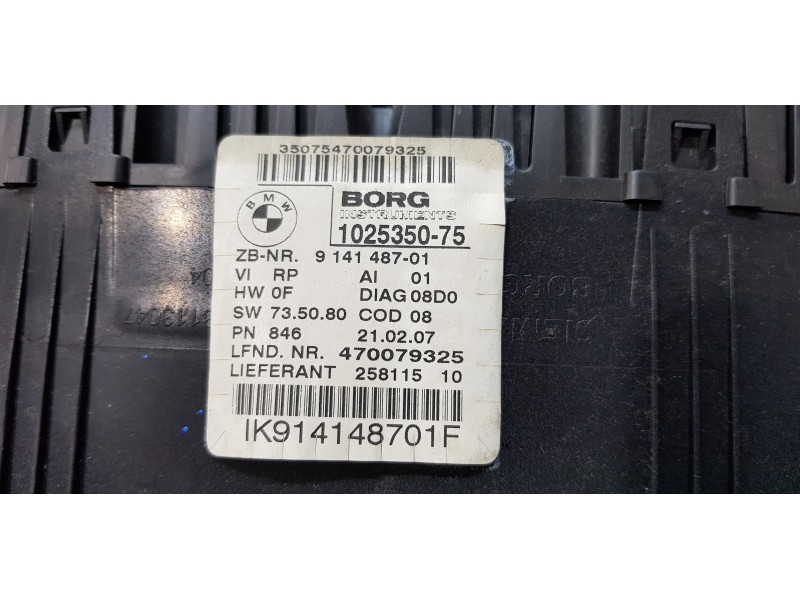 35075470079325
BMW
BORG
INSTRUMENTS
1025350-75
ZB-NR. 9 141 487-01
VI RP AI 01
HW 0F DIAG 08D0
SW 73.50.80 COD 08
PN 846 21.02.07
LFND. NR. 470079325
LIEFERANT 258115 10
IK914148701F
BORG